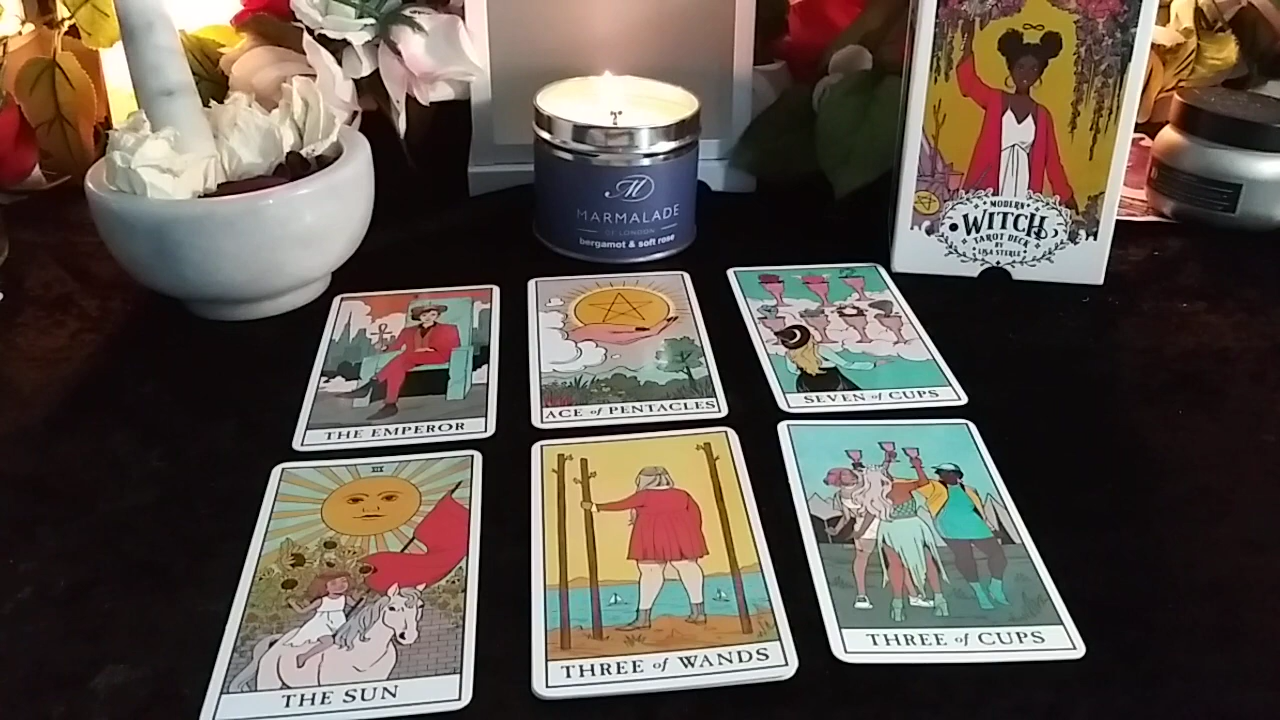 M
MARMALADE
OF LONDON
bergamot & soft rose
MODERN
WITCH
TAROT DECK
BY
LISA STERLE
THE EMPEROR
ACE of PENTACLES
SEVEN of CUPS
THE SUN
THREE of WANDS
THREE of CUPS